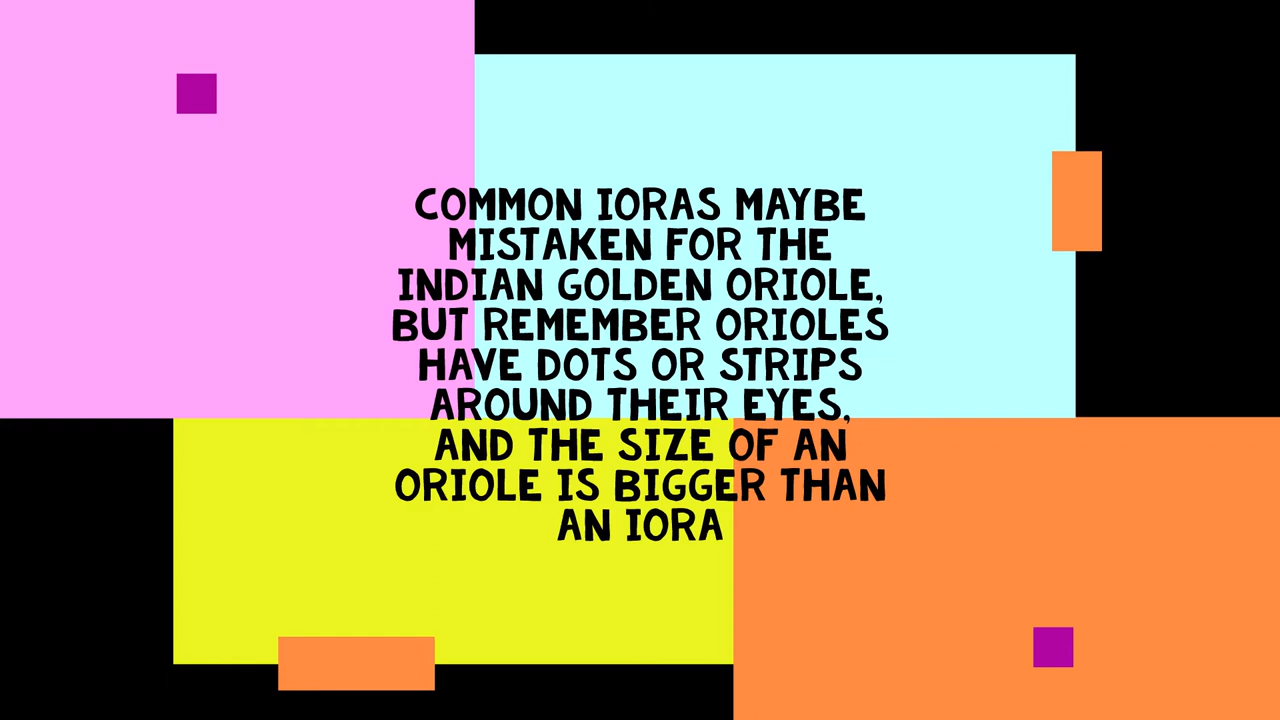 COMMON IORAS MAYBE
MISTAKEN FOR THE
INDIAN GOLDEN ORIOLE,
BUT REMEMBER ORIOLES
HAVE DOTS OR STRIPS
AROUND THEIR EYES,
AND THE SIZE OF AN
ORIOLE IS BIGGER THAN
AN IORA